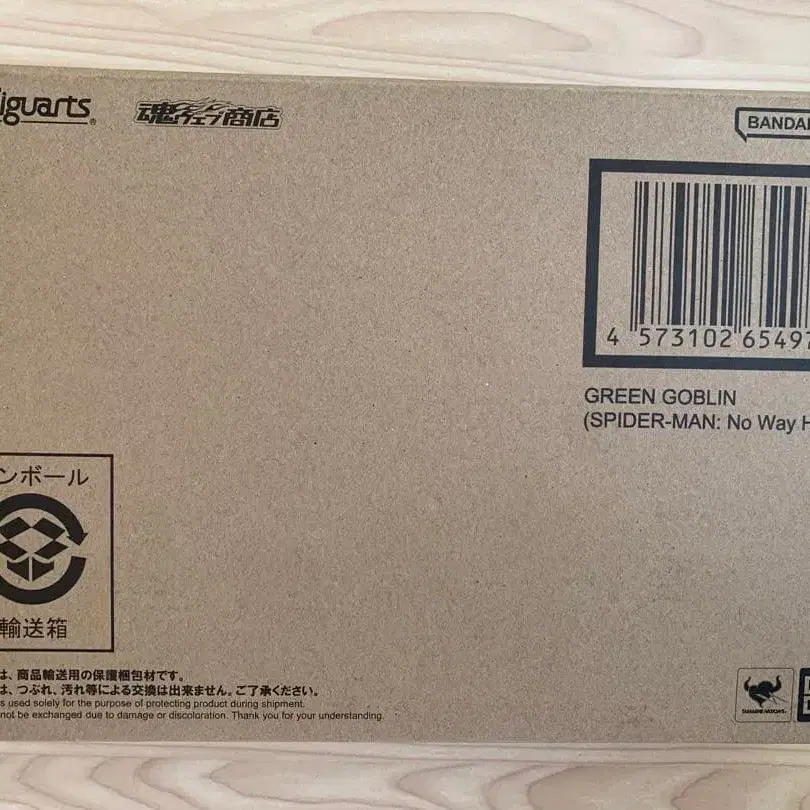 iguarts®
魂ウェブ商店
BANDAI
4 573102 65497
GREEN GOBLIN
(SPIDER-MAN: No Way H
ンボール
輸送箱
は、商品輸送用の保護梱包材です。
は、つぶれ、汚れ等による交換は出来ません。ご了承ください。
s used solely for the purpose of protecting product during shipment.
not be exchanged due to damage or discoloration. Thank you for your understanding.
TAMASHII NATIONS